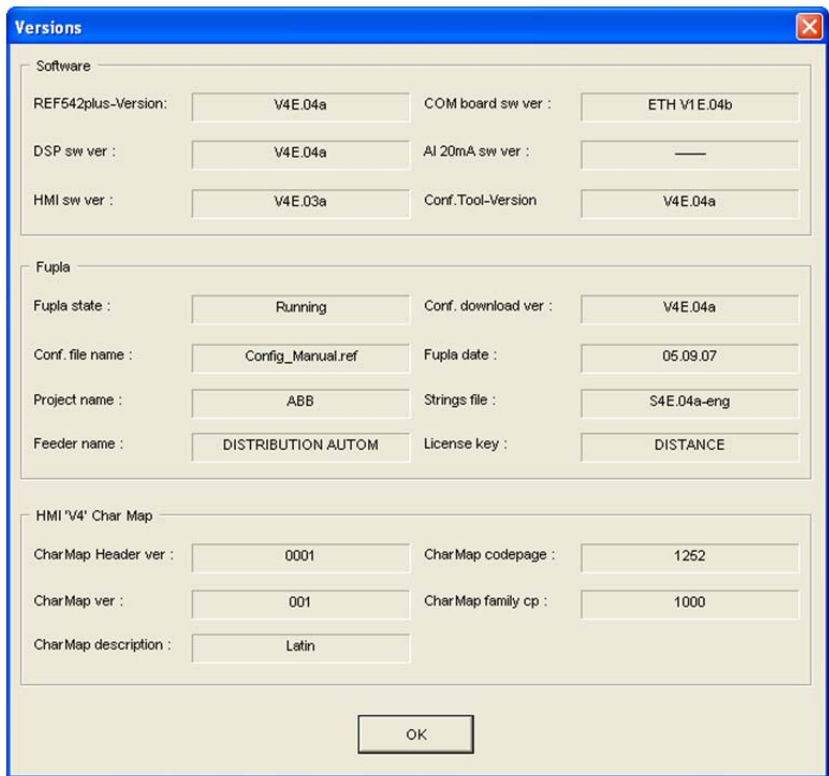 Versions
Software
REF542plus-Version: V4E.04a COM board sw ver : ETH V1E.04b
DSP sw ver : V4E.04a AI 20mA sw ver : ——
HMI sw ver : V4E.03a Conf.Tool-Version V4E.04a
Fupla
Fupla state : Running Conf. download ver : V4E.04a
Conf. file name : Config_Manual.ref Fupla date : 05.09.07
Project name : ABB Strings file : S4E.04a-eng
Feeder name : DISTRIBUTION AUTOM License key : DISTANCE
HMI 'V4' Char Map
CharMap Header ver : 0001 CharMap codepage : 1252
CharMap ver : 001 CharMap family cp : 1000
CharMap description : Latin
OK